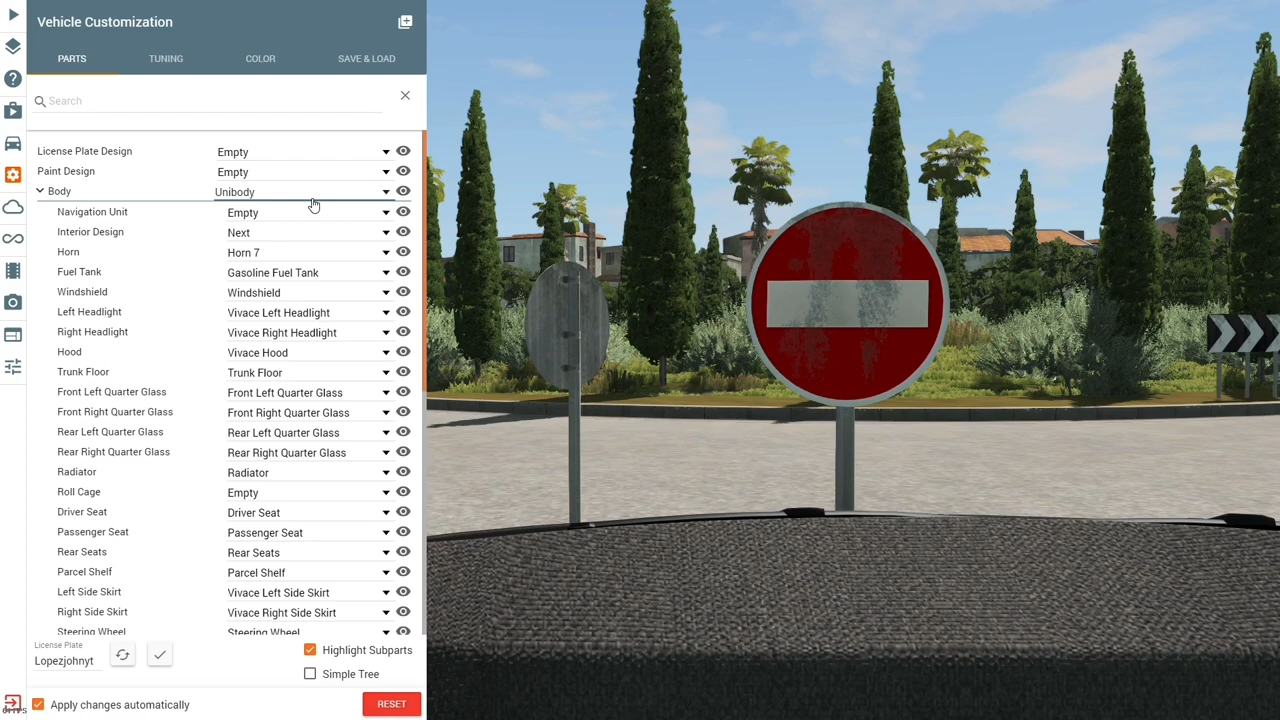 Vehicle Customization
PARTS TUNING COLOR SAVE & LOAD
Search
License Plate Design Empty
Paint Design Empty
Body Unibody
Navigation Unit Empty
Interior Design Next
Horn Horn 7
Fuel Tank Gasoline Fuel Tank
Windshield Windshield
Left Headlight Vivace Left Headlight
Right Headlight Vivace Right Headlight
Hood Vivace Hood
Trunk Floor Trunk Floor
Front Left Quarter Glass Front Left Quarter Glass
Front Right Quarter Glass Front Right Quarter Glass
Rear Left Quarter Glass Rear Left Quarter Glass
Rear Right Quarter Glass Rear Right Quarter Glass
Radiator Radiator
Roll Cage Empty
Driver Seat Driver Seat
Passenger Seat Passenger Seat
Rear Seats Rear Seats
Parcel Shelf Parcel Shelf
Left Side Skirt Vivace Left Side Skirt
Right Side Skirt Vivace Right Side Skirt
Steering Wheel Steering Wheel
License Plate
Lopezjohnyt
Highlight Subparts
Simple Tree
Apply changes automatically RESET